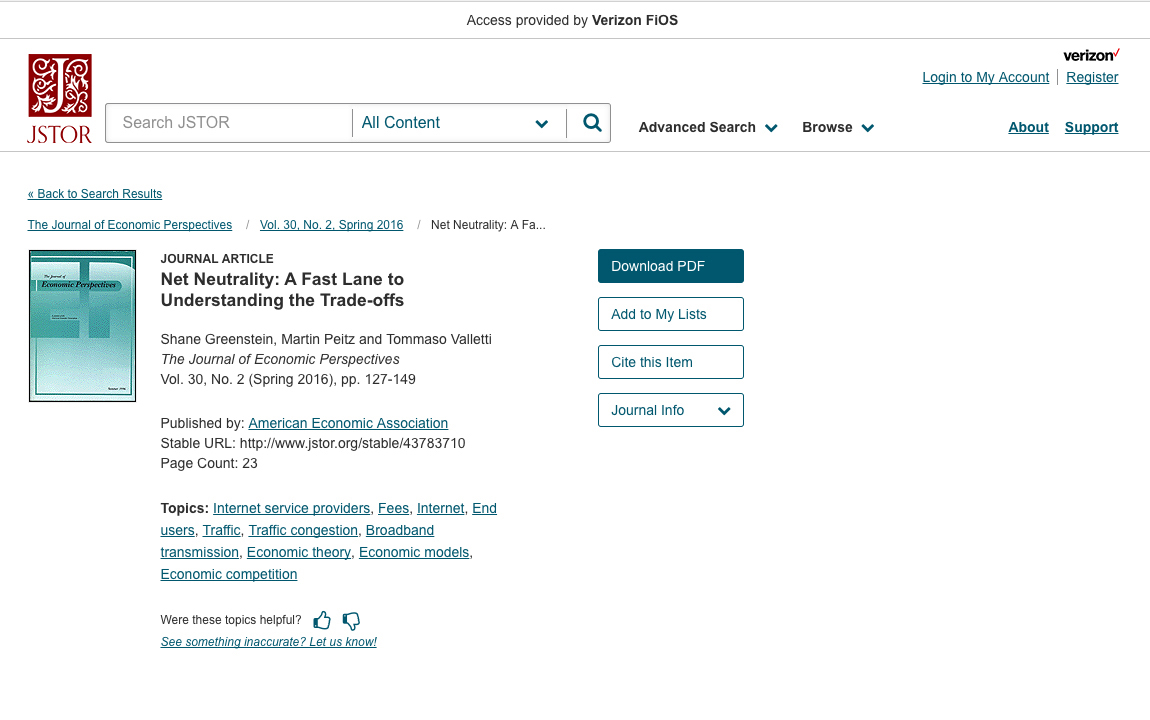 Access provided by Verizon FiOS
verizon✓
Login to My Account
Register
JSTOR
Search JSTOR
All Content
Advanced Search
Browse
About
Support
« Back to Search Results
The Journal of Economic Perspectives / Vol. 30, No. 2, Spring 2016 / Net Neutrality: A Fa...
The Journal of
Economic Perspectives
JOURNAL ARTICLE
Net Neutrality: A Fast Lane to
Understanding the Trade-offs
Shane Greenstein, Martin Peitz and Tommaso Valletti
The Journal of Economic Perspectives
Vol. 30, No. 2 (Spring 2016), pp. 127-149
Published by: American Economic Association
Stable URL: http://www.jstor.org/stable/43783710
Page Count: 23
Topics: Internet service providers, Fees, Internet, End
users, Traffic, Traffic congestion, Broadband
transmission, Economic theory, Economic models,
Economic competition
Were these topics helpful?
See something inaccurate? Let us know!
Download PDF
Add to My Lists
Cite this Item
Journal Info